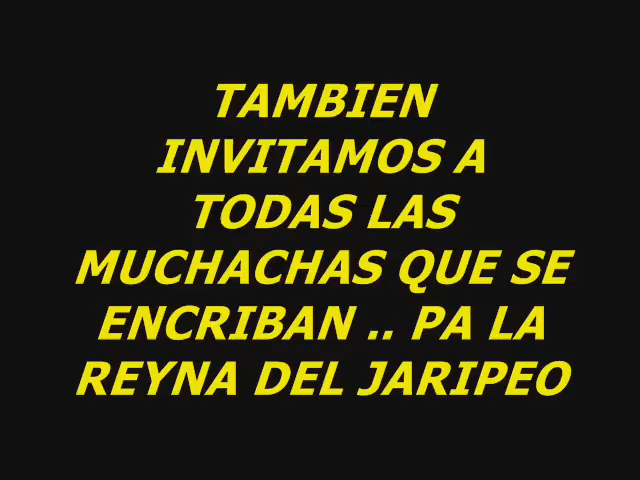 TAMBIEN
INVITAMOS A
TODAS LAS
MUCHACHAS QUE SE
ENCRIBAN .. PA LA
REYNA DEL JARIPEO